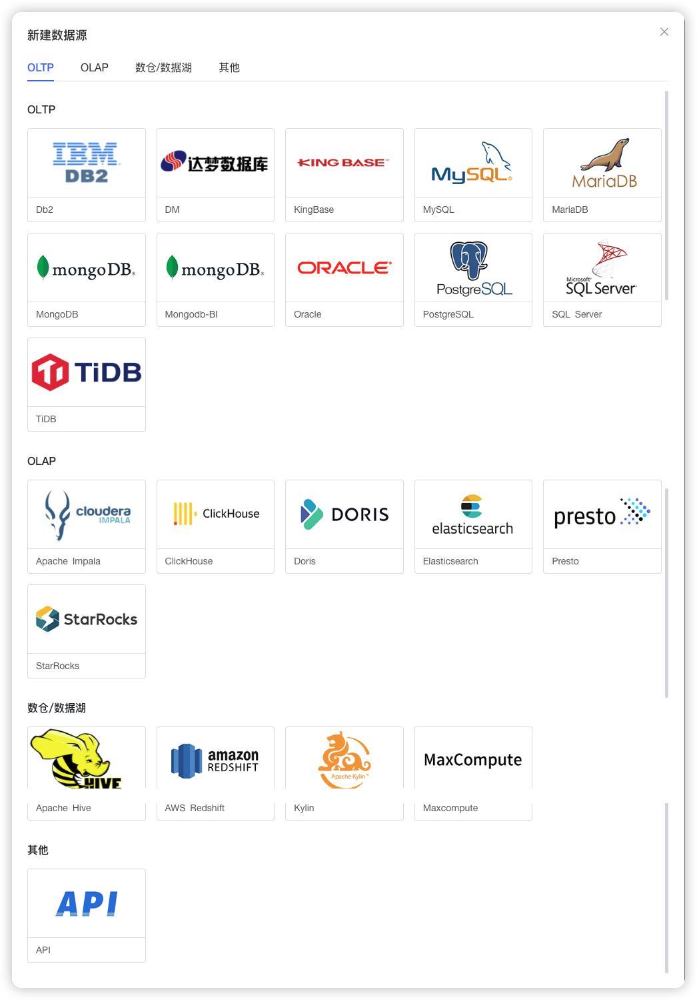 新建数据源
OLTP OLAP 数仓/数据湖 其他
OLTP
IBM DB2 达梦数据库 KINGBASE MySQL® MariaDB
Db2 DM KingBase MySQL MariaDB
mongoDB® mongoDB® ORACLE® PostgreSQL Microsoft® SQL Server®
MongoDB Mongodb-BI Oracle PostgreSQL SQL Server
TiDB
TiDB
OLAP
cloudera IMPALA ClickHouse DORIS elasticsearch presto
Apache Impala ClickHouse Doris Elasticsearch Presto
StarRocks
StarRocks
数仓/数据湖
HIVE amazon REDSHIFT Apache Kylin™ MaxCompute
Apache Hive AWS Redshift Kylin Maxcompute
其他
API
API